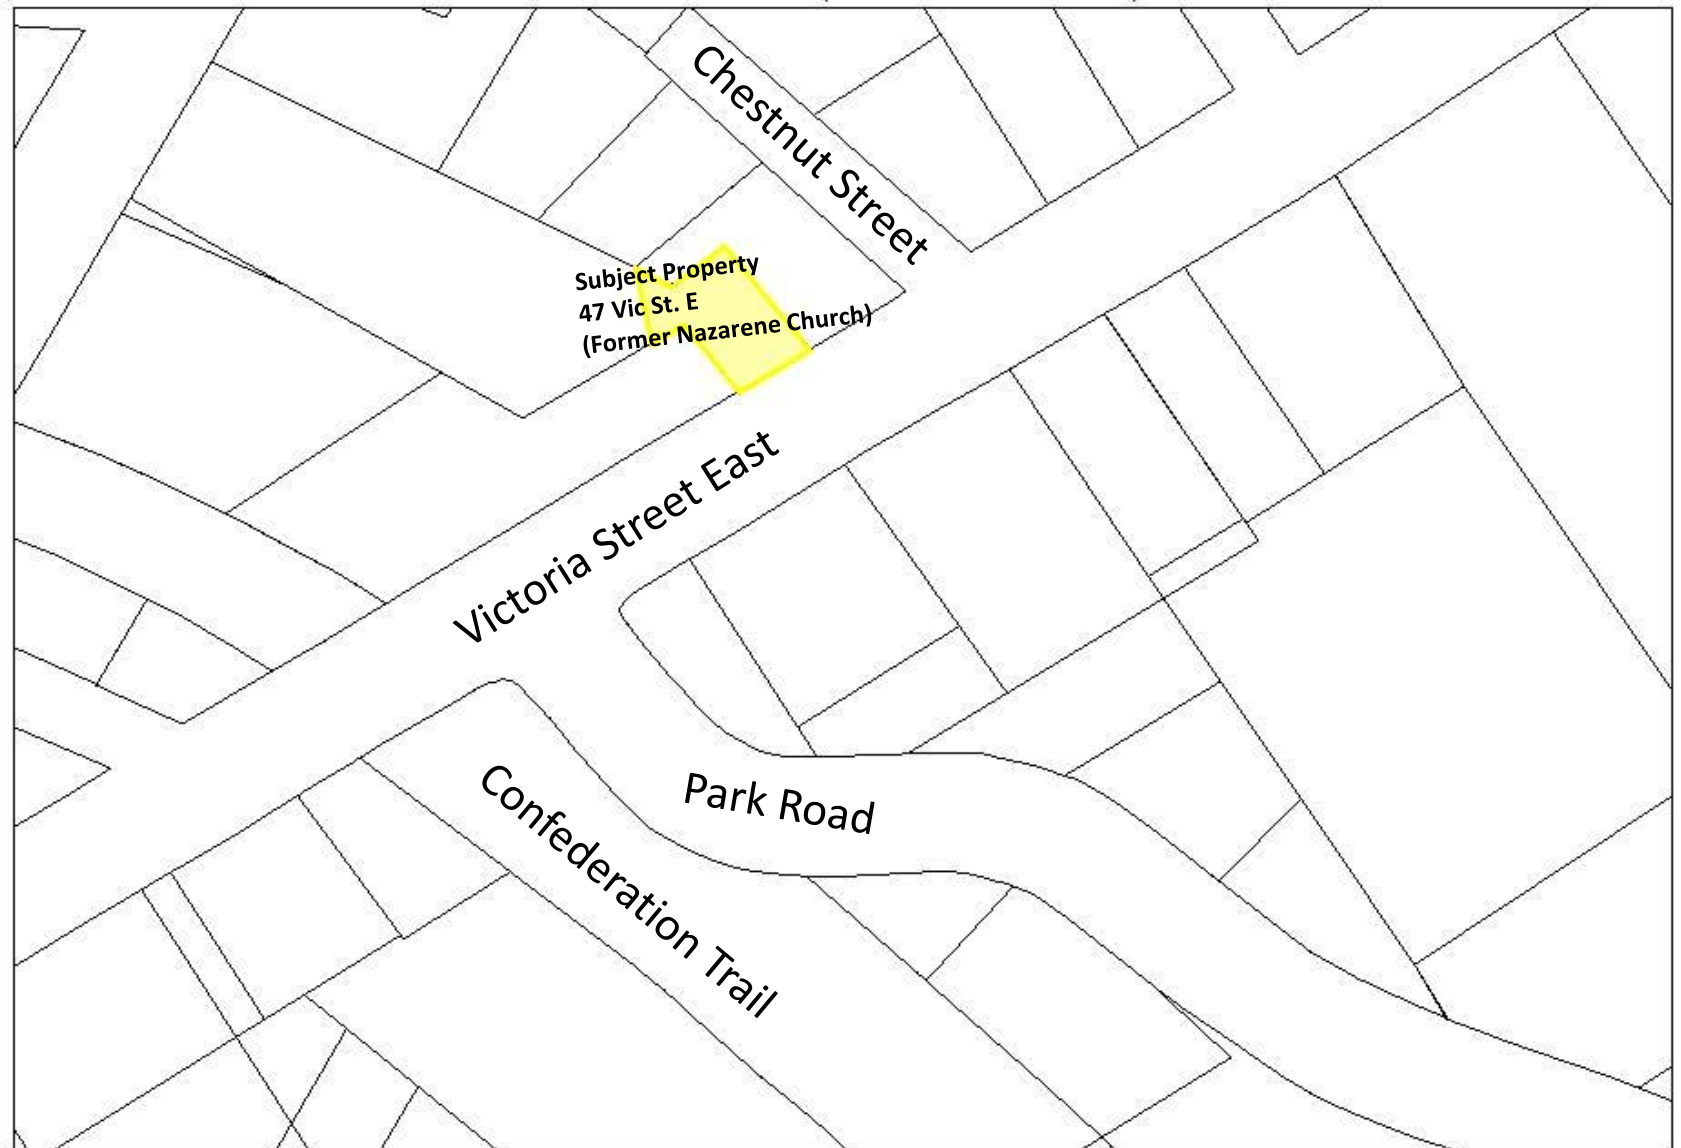 Chestnut Street
Subject Property
47 Vic St. E
(Former Nazarene Church)
Victoria Street East
Park Road
Confederation Trail